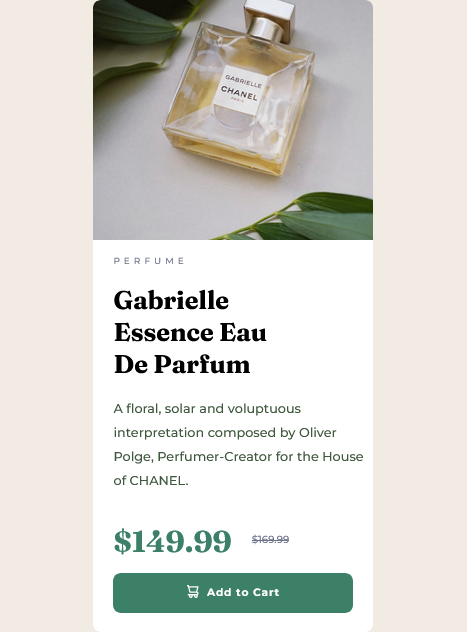 GABRIELLE
CHANEL
PARIS
PERFUME
Gabrielle
Essence Eau
De Parfum
A floral, solar and voluptuous
interpretation composed by Oliver
Polge, Perfumer-Creator for the House
of CHANEL.
$149.99 $169.99
Add to Cart